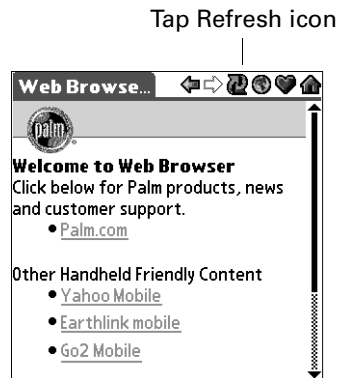 Tap Refresh icon
Web Browse...
palm
Welcome to Web Browser
Click below for Palm products, news
and customer support.
• Palm.com
Other Handheld Friendly Content
• Yahoo Mobile
• Earthlink mobile
• Go2 Mobile